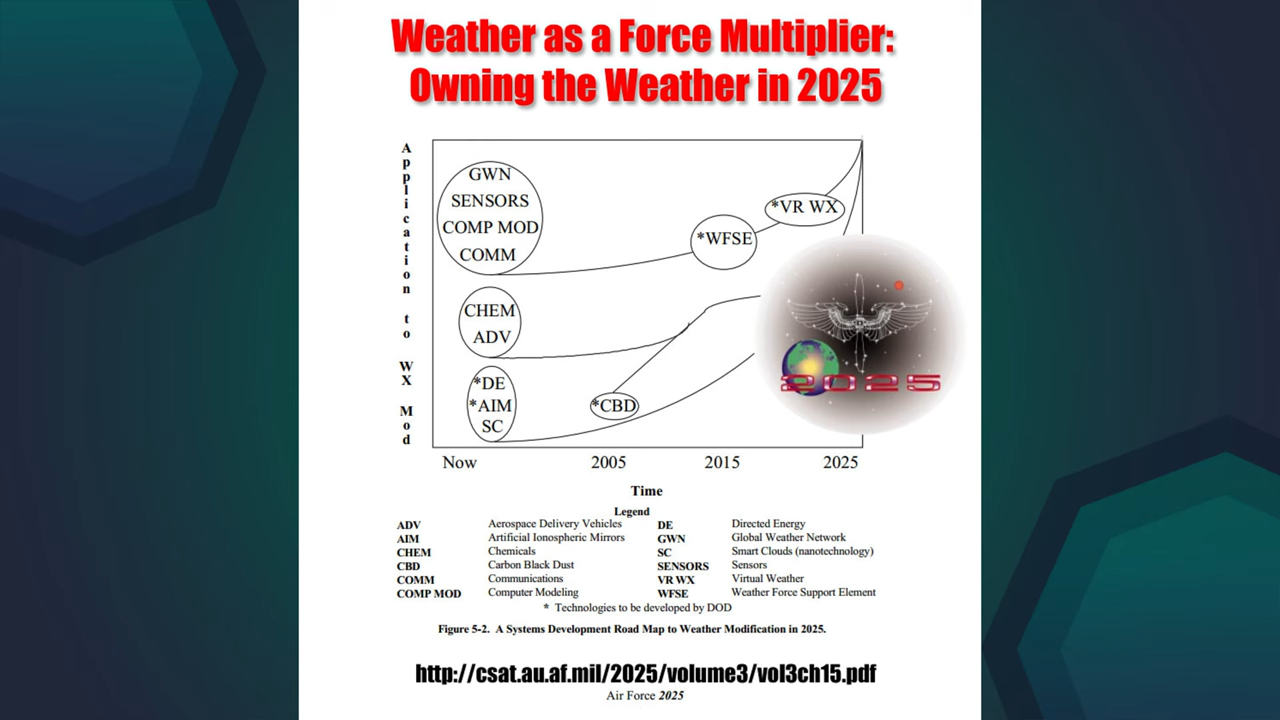 Weather as a Force Multiplier:
Owning the Weather in 2025
Application to WX Mod
GWN
SENSORS
COMP MOD
COMM
*VR WX
*WFSE
CHEM
ADV
*DE
*AIM
SC
*CBD
2025
Now 2005 2015 2025
Time
Legend
ADV Aerospace Delivery Vehicles DE Directed Energy
AIM Artificial Ionospheric Mirrors GWN Global Weather Network
CHEM Chemicals SC Smart Clouds (nanotechnology)
CBD Carbon Black Dust SENSORS Sensors
COMM Communications VR WX Virtual Weather
COMP MOD Computer Modeling WFSE Weather Force Support Element
* Technologies to be developed by DOD
Figure 5-2. A Systems Development Road Map to Weather Modification in 2025.
http://csat.au.af.mil/2025/volume3/vol3ch15.pdf
Air Force 2025